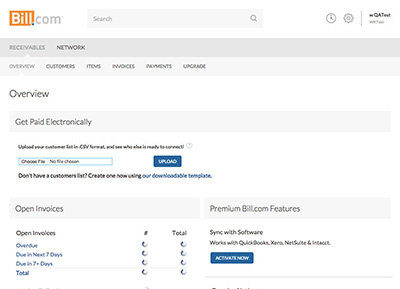 Bill.com
Search
w QATest
RECEIVABLES NETWORK
OVERVIEW CUSTOMERS ITEMS INVOICES PAYMENTS UPGRADE
Overview
Get Paid Electronically
Upload your customer list in .CSV format, and see who else is ready to connect!
Choose File No file chosen UPLOAD
Don't have a customers list? Create one now using our downloadable template.
Open Invoices
Open Invoices # Total
Overdue
Due in Next 7 Days
Due in 7+ Days
Total
Premium Bill.com Features
Sync with Software
Works with QuickBooks, Xero, NetSuite & Intacct.
ACTIVATE NOW